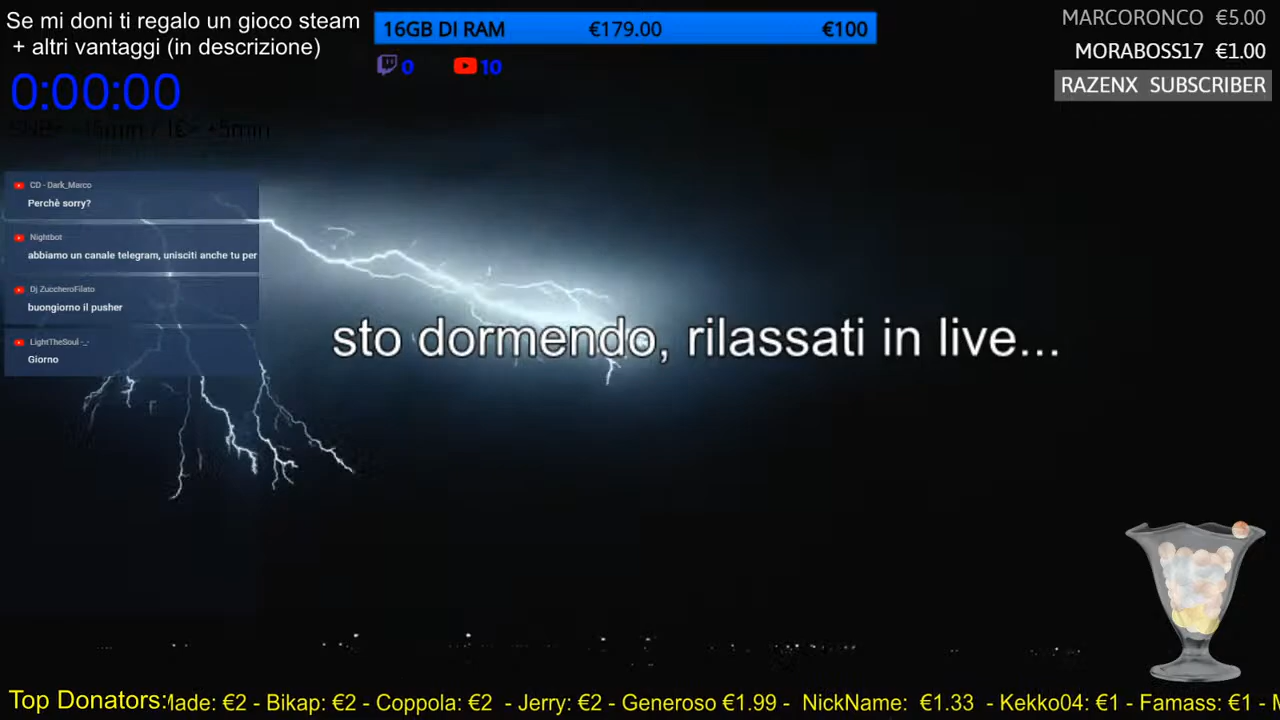 Se mi doni ti regalo un gioco steam
+ altri vantaggi (in descrizione)
0:00:00
16GB DI RAM €179.00 €100
0 10
MARCORONCO €5.00
MORABOSS17 €1.00
RAZENX SUBSCRIBER
CD - Dark_Marco
Perchè sorry?
Nightbot
abbiamo un canale telegram, unisciti anche tu per
Dj ZuccheroFilato
buongiorno il pusher
LightTheSoul -_-
Giorno
sto dormendo, rilassati in live...
Top Donators: €2 - Bikap: €2 - Coppola: €2 - Jerry: €2 - Generoso €1.99 - NickName: €1.33 - Kekko04: €1 - Famass: €1 -